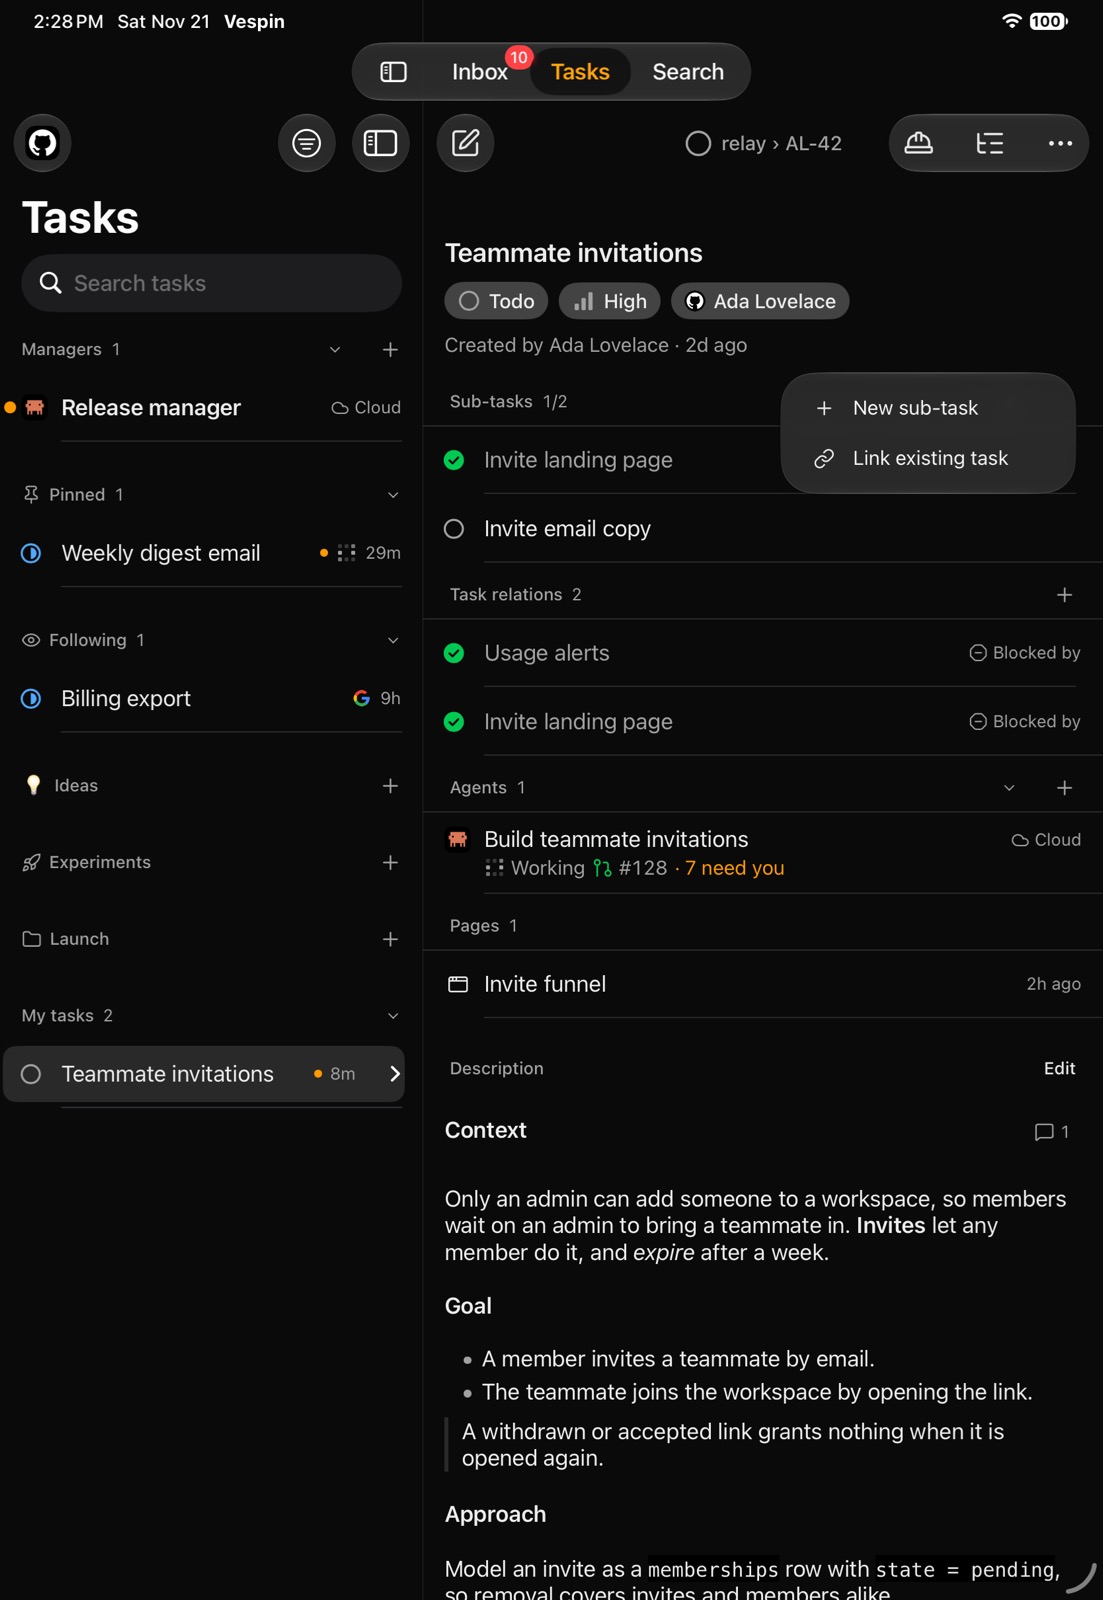 2:28 PM Sat Nov 21 Vespin
100
Inbox 10 Tasks Search
relay › AL-42
Tasks
Search tasks
Managers 1
Release manager Cloud
Pinned 1
Weekly digest email 29m
Following 1
Billing export 9h
Ideas
Experiments
Launch
My tasks 2
Teammate invitations 8m
Teammate invitations
Todo High Ada Lovelace
Created by Ada Lovelace · 2d ago
Sub-tasks 1/2
New sub-task
Link existing task
Invite landing page
Invite email copy
Task relations 2
Usage alerts Blocked by
Invite landing page Blocked by
Agents 1
Build teammate invitations Cloud
Working #128 · 7 need you
Pages 1
Invite funnel 2h ago
Description Edit
Context 1
Only an admin can add someone to a workspace, so members
wait on an admin to bring a teammate in. Invites let any
member do it, and expire after a week.
Goal
• A member invites a teammate by email.
• The teammate joins the workspace by opening the link.
A withdrawn or accepted link grants nothing when it is
opened again.
Approach
Model an invite as a memberships row with state = pending,
so removal covers invites and members alike.